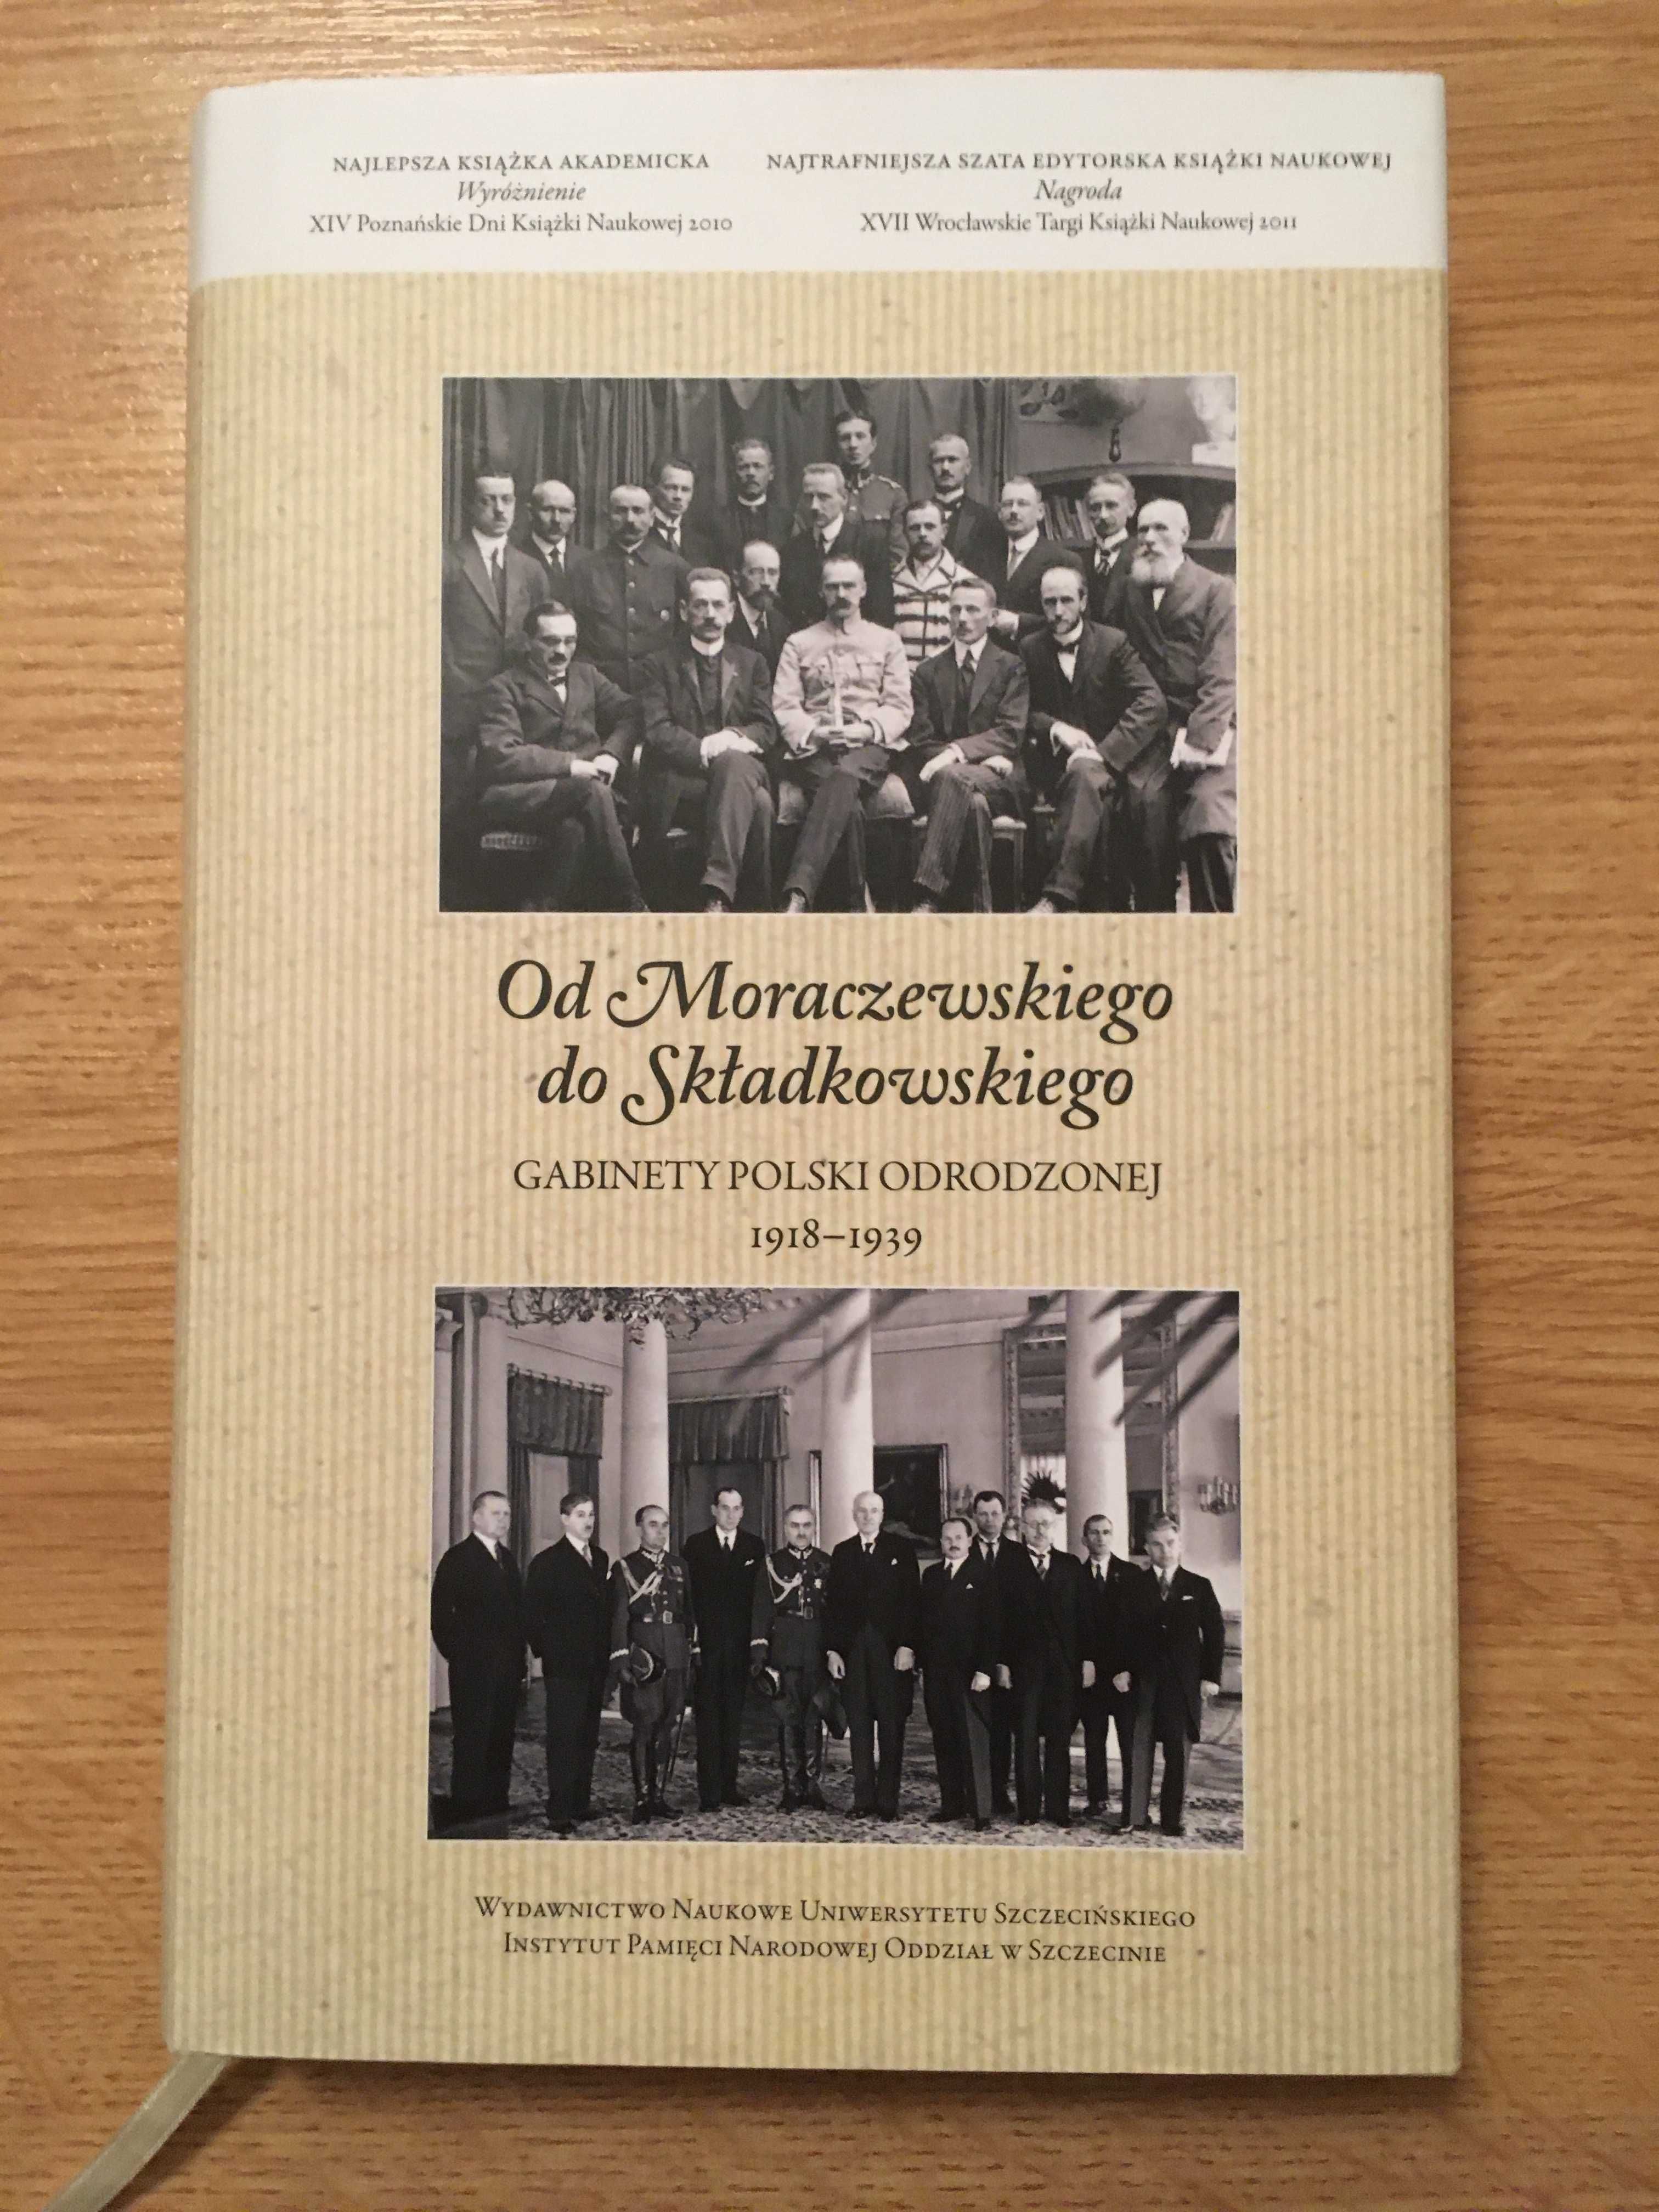 NAJLEPSZA KSIĄŻKA AKADEMICKA
Wyróżnienie
XIV Poznańskie Dni Książki Naukowej 2010
NAJTRAFNIEJSZA SZATA EDYTORSKA KSIĄŻKI NAUKOWEJ
Nagroda
XVII Wrocławskie Targi Książki Naukowej 2011
Od Moraczewskiego
do Składkowskiego
GABINETY POLSKI ODRODZONEJ
1918–1939
WYDAWNICTWO NAUKOWE UNIWERSYTETU SZCZECIŃSKIEGO
INSTYTUT PAMIĘCI NARODOWEJ ODDZIAŁ W SZCZECINIE